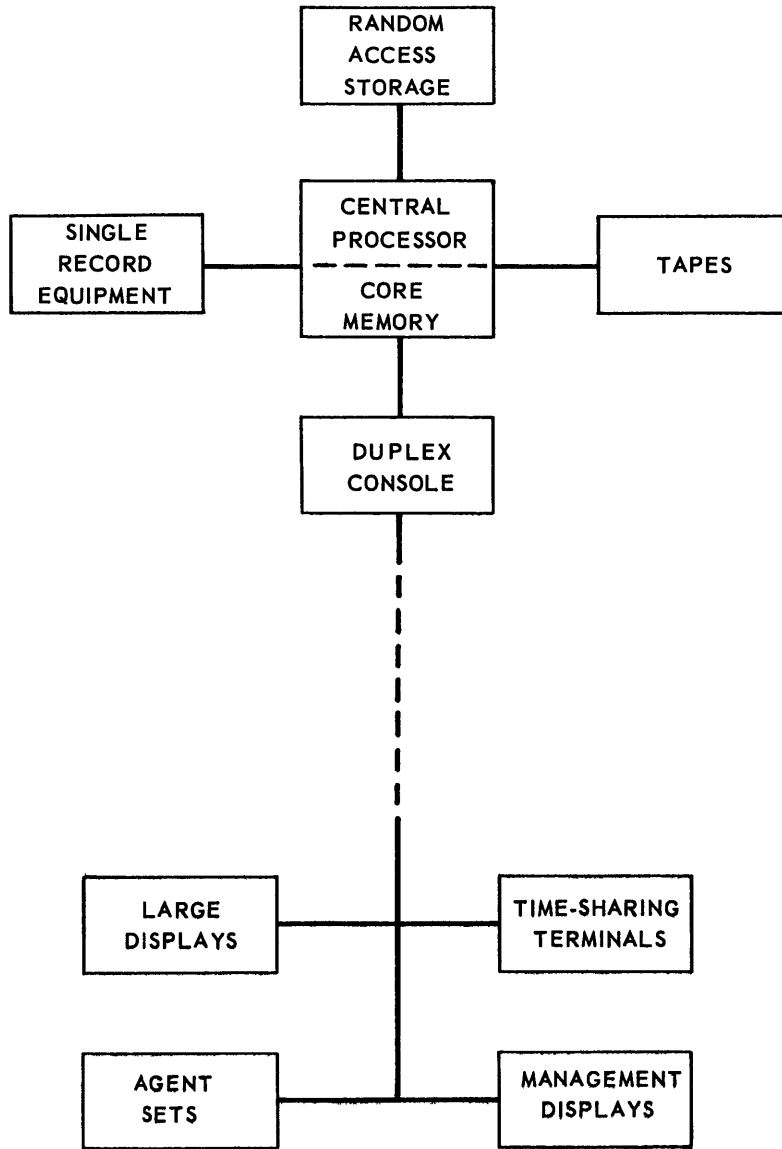 RANDOM
ACCESS
STORAGE
SINGLE
RECORD
EQUIPMENT
CENTRAL
PROCESSOR
CORE
MEMORY
TAPES
DUPLEX
CONSOLE
LARGE
DISPLAYS
TIME-SHARING
TERMINALS
AGENT
SETS
MANAGEMENT
DISPLAYS